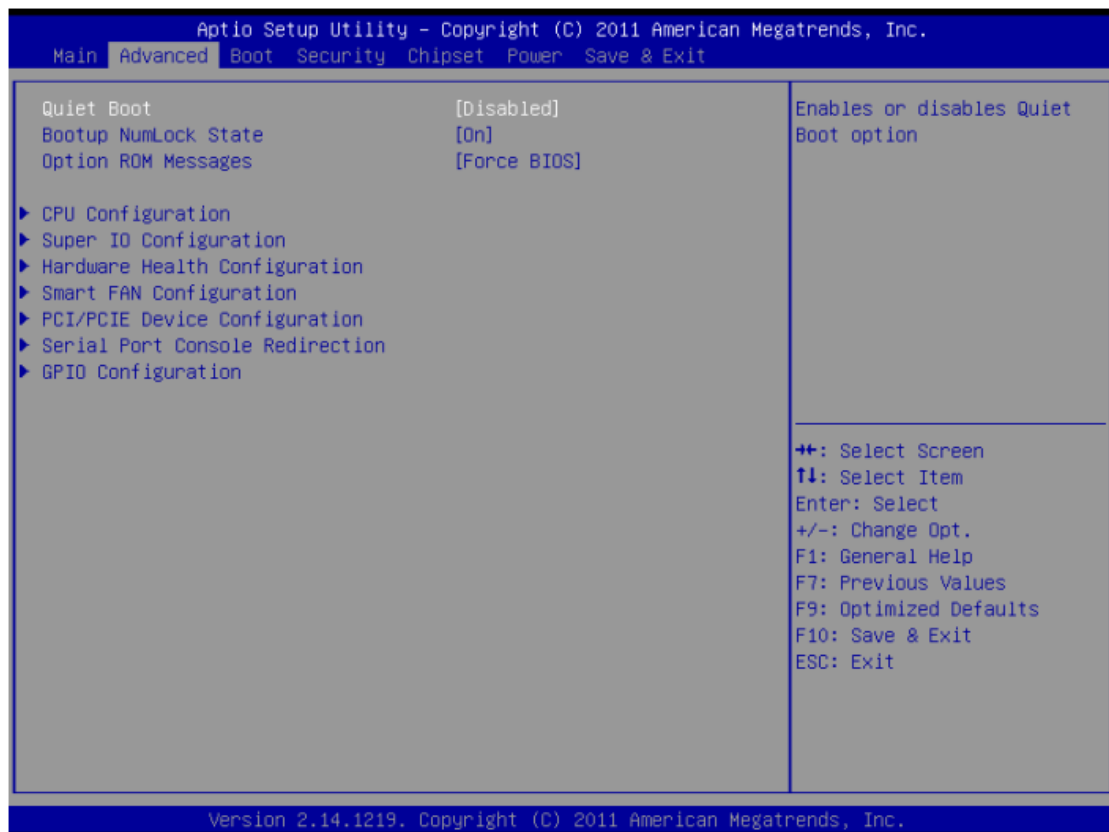 Aptio Setup Utility – Copyright (C) 2011 American Megatrends, Inc.
Main Advanced Boot Security Chipset Power Save & Exit
Quiet Boot [Disabled]
Bootup NumLock State [On]
Option ROM Messages [Force BIOS]
▶ CPU Configuration
▶ Super IO Configuration
▶ Hardware Health Configuration
▶ Smart FAN Configuration
▶ PCI/PCIE Device Configuration
▶ Serial Port Console Redirection
▶ GPIO Configuration
Enables or disables Quiet
Boot option
→←: Select Screen
↑↓: Select Item
Enter: Select
+/-: Change Opt.
F1: General Help
F7: Previous Values
F9: Optimized Defaults
F10: Save & Exit
ESC: Exit
Version 2.14.1219. Copyright (C) 2011 American Megatrends, Inc.